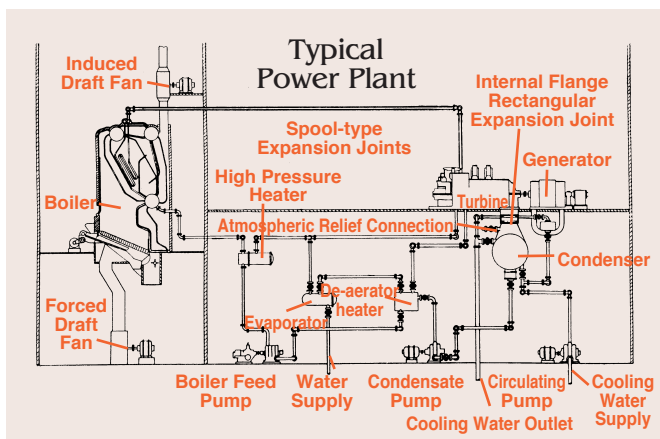 Typical
Power Plant
Induced
Draft Fan
Internal Flange
Rectangular
Expansion Joint
Spool-type
Expansion Joints
Generator
High Pressure
Heater
Boiler
Turbine
Atmospheric Relief Connection
Condenser
De-aerator
heater
Evaporator
Forced
Draft
Fan
Boiler Feed
Pump
Water
Supply
Condensate
Pump
Circulating
Pump
Cooling Water Outlet
Cooling
Water
Supply